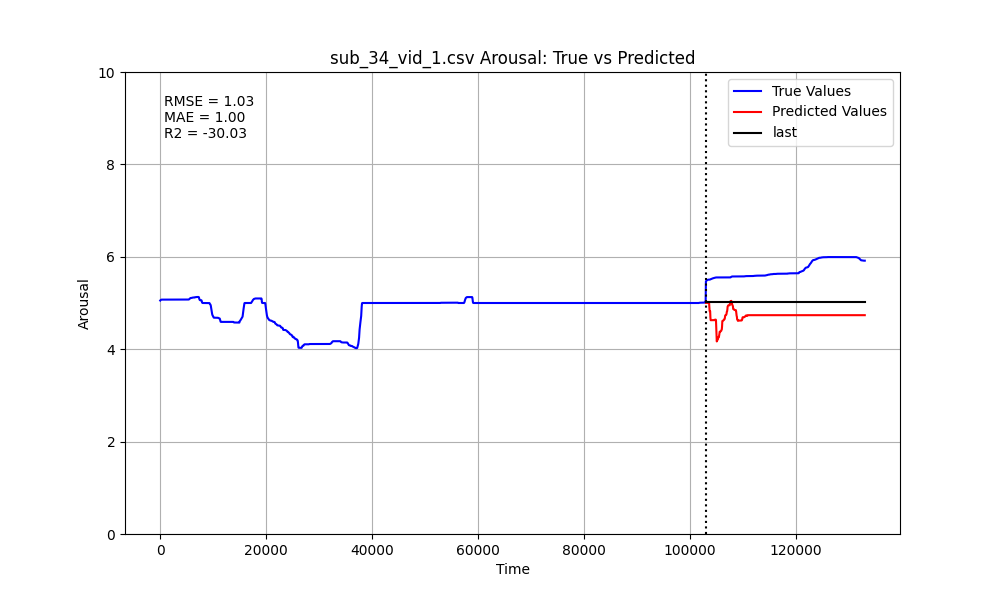 sub_34_vid_1.csv Arousal: True vs Predicted
RMSE = 1.03
MAE = 1.00
R2 = -30.03
True Values
Predicted Values
last
10
8
6
4
2
0
Arousal
0 20000 40000 60000 80000 100000 120000
Time